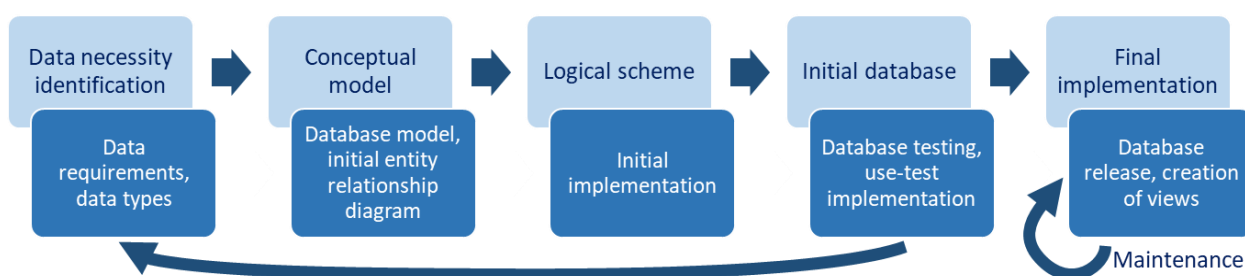 Data necessity
identification
Data
requirements,
data types
Conceptual
model
Database model,
initial entity
relationship
diagram
Logical scheme
Initial
implementation
Initial database
Database testing,
use-test
implementation
Final
implementation
Database
release, creation
of views
Maintenance